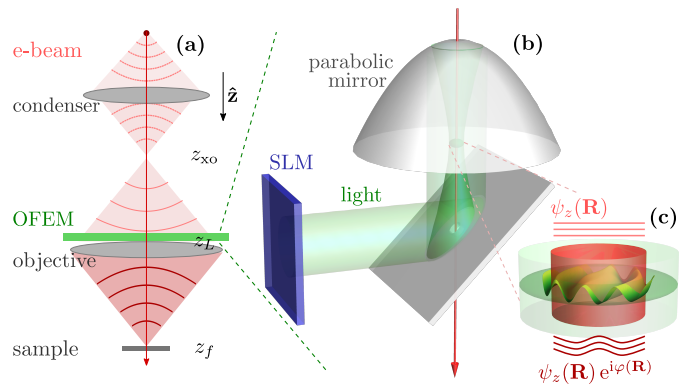 (a)
e-beam
condenser
ẑ
z_xo
OFEM
z_L
objective
sample
z_f
(b)
parabolic
mirror
SLM
light
(c)
ψ_z(R)
ψ_z(R) e^{iφ(R)}